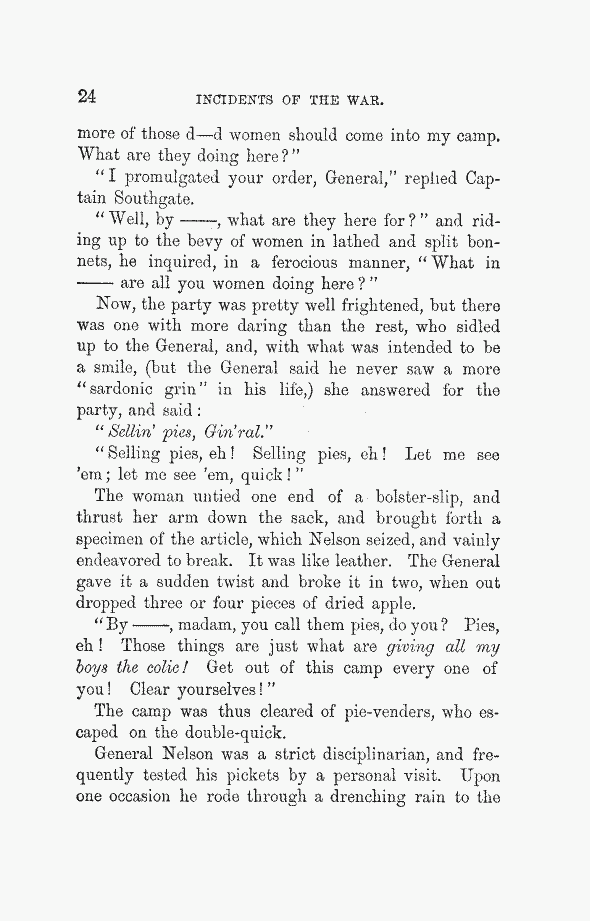 24 INCIDENTS OF THE WAR.
more of those d—d women should come into my camp.
What are they doing here?"
"I promulgated your order, General," replied Cap-
tain Southgate.
"Well, by ——, what are they here for?" and rid-
ing up to the bevy of women in lathed and split bon-
nets, he inquired, in a ferocious manner, "What in
—— are all you women doing here?"
Now, the party was pretty well frightened, but there
was one with more daring than the rest, who sidled
up to the General, and, with what was intended to be
a smile, (but the General said he never saw a more
"sardonic grin" in his life,) she answered for the
party, and said:
"Sellin' pies, Gin'ral."
"Selling pies, eh! Selling pies, eh! Let me see
'em; let me see 'em, quick!"
The woman untied one end of a bolster-slip, and
thrust her arm down the sack, and brought forth a
specimen of the article, which Nelson seized, and vainly
endeavored to break. It was like leather. The General
gave it a sudden twist and broke it in two, when out
dropped three or four pieces of dried apple.
"By ——, madam, you call them pies, do you? Pies,
eh! Those things are just what are giving all my
boys the colic! Get out of this camp every one of
you! Clear yourselves!"
The camp was thus cleared of pie-venders, who es-
caped on the double-quick.
General Nelson was a strict disciplinarian, and fre-
quently tested his pickets by a personal visit. Upon
one occasion he rode through a drenching rain to the